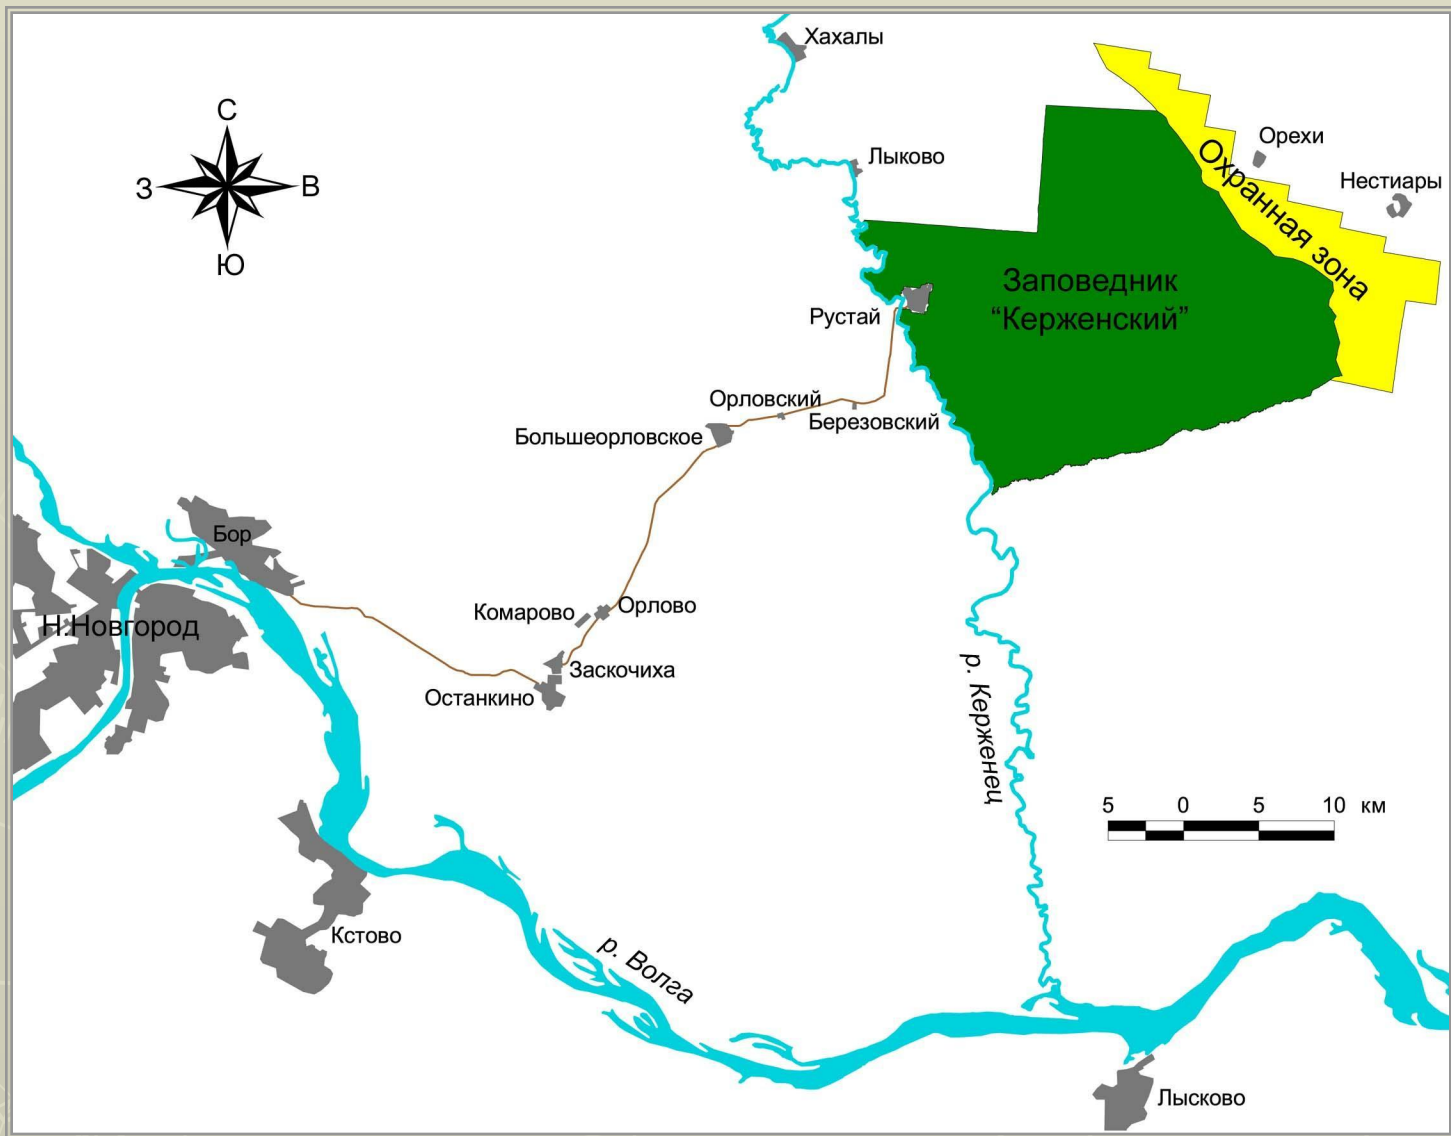 Хахалы
С
Орехи
Лыково
Охранная зона
З
В
Нестиары
Ю
Заповедник
“Керженский”
Рустай
Орловский
Березовский
Большеорловское
Бор
Комарово
Орлово
Н.Новгород
Заскочиха
Останкино
р. Керженец
5 0 5 10 км
Кстово
р. Волга
Лысково